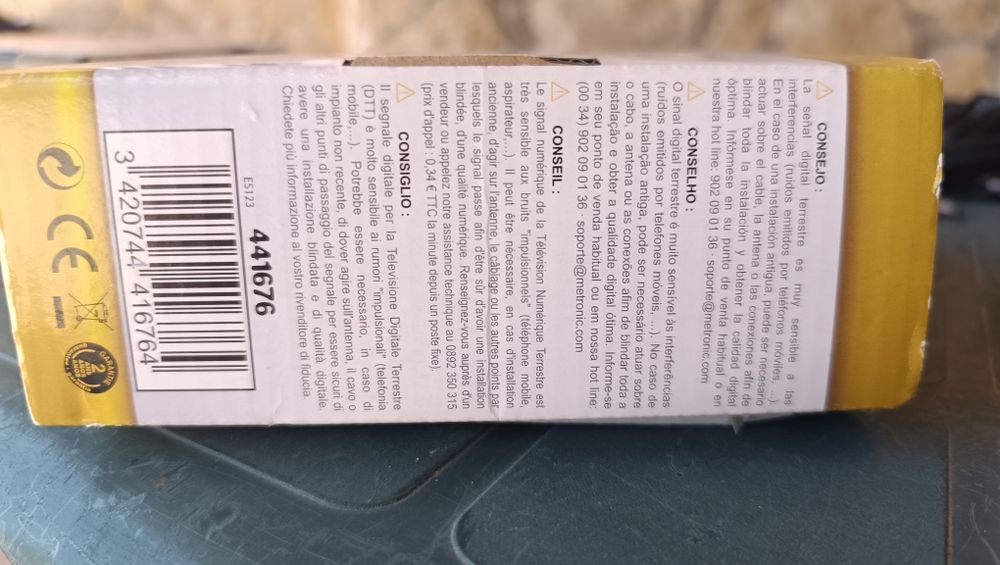 CONSEJO :
La señal digital terrestre es muy sensible a las
interferencias (ruidos emitidos por teléfonos móviles, ...).
En el caso de una instalación antigua, puede ser necesario
actuar sobre el cable, la antena o las conexiones afin de
blindar toda la instalación y obtener la calidad digital
óptima. Infórmese en su punto de venta habitual o en
nuestra hot line: 902 09 01 36 · soporte@metronic.com
CONSELHO :
O sinal digital terrestre é muito sensível às interferências
(ruídos emitidos por telefones móveis, ...). No caso de
uma instalação antiga, pode ser necessário atuar sobre
o cabo, a antena ou as conexões afim de blindar toda a
instalação e obter a qualidade digital ótima. Informe-se
em seu ponto de venda habitual ou em nossa hot line:
(00 34) 902 09 01 36 · soporte@metronic.com
CONSEIL :
Le signal numérique de la Télévision Numérique Terrestre est
très sensible aux bruits "impulsionnels" (téléphone mobile,
aspirateur,....). Il peut être nécessaire, en cas d'installation
ancienne, d'agir sur l'antenne, le câblage ou les autres points par
lesquels le signal passe afin d'être sûr d'avoir une installation
blindée, d'une qualité numérique. Renseignez-vous auprès d'un
vendeur ou appelez notre assistance technique au 0892 350 315
(prix d'appel : 0,34 € TTC la minute depuis un poste fixe).
CONSIGLIO :
Il segnale digitale per la Televisione Digitale Terrestre
(DTT) è molto sensibile ai rumori "impulsionali" (telefonia
mobile,....). Potrebbe essere necessario, in caso di
impianto non recente, di dover agire sull'antenna, il cavo o
gli altri punti di passaggio del segnale per essere sicuri di
avere una installazione blindata e di qualità digitale.
Chiedete più informazione al vostro rivenditore di fiducia.
441676
E5123
3 420744 416764
CE
GARANTIE
2
ANS